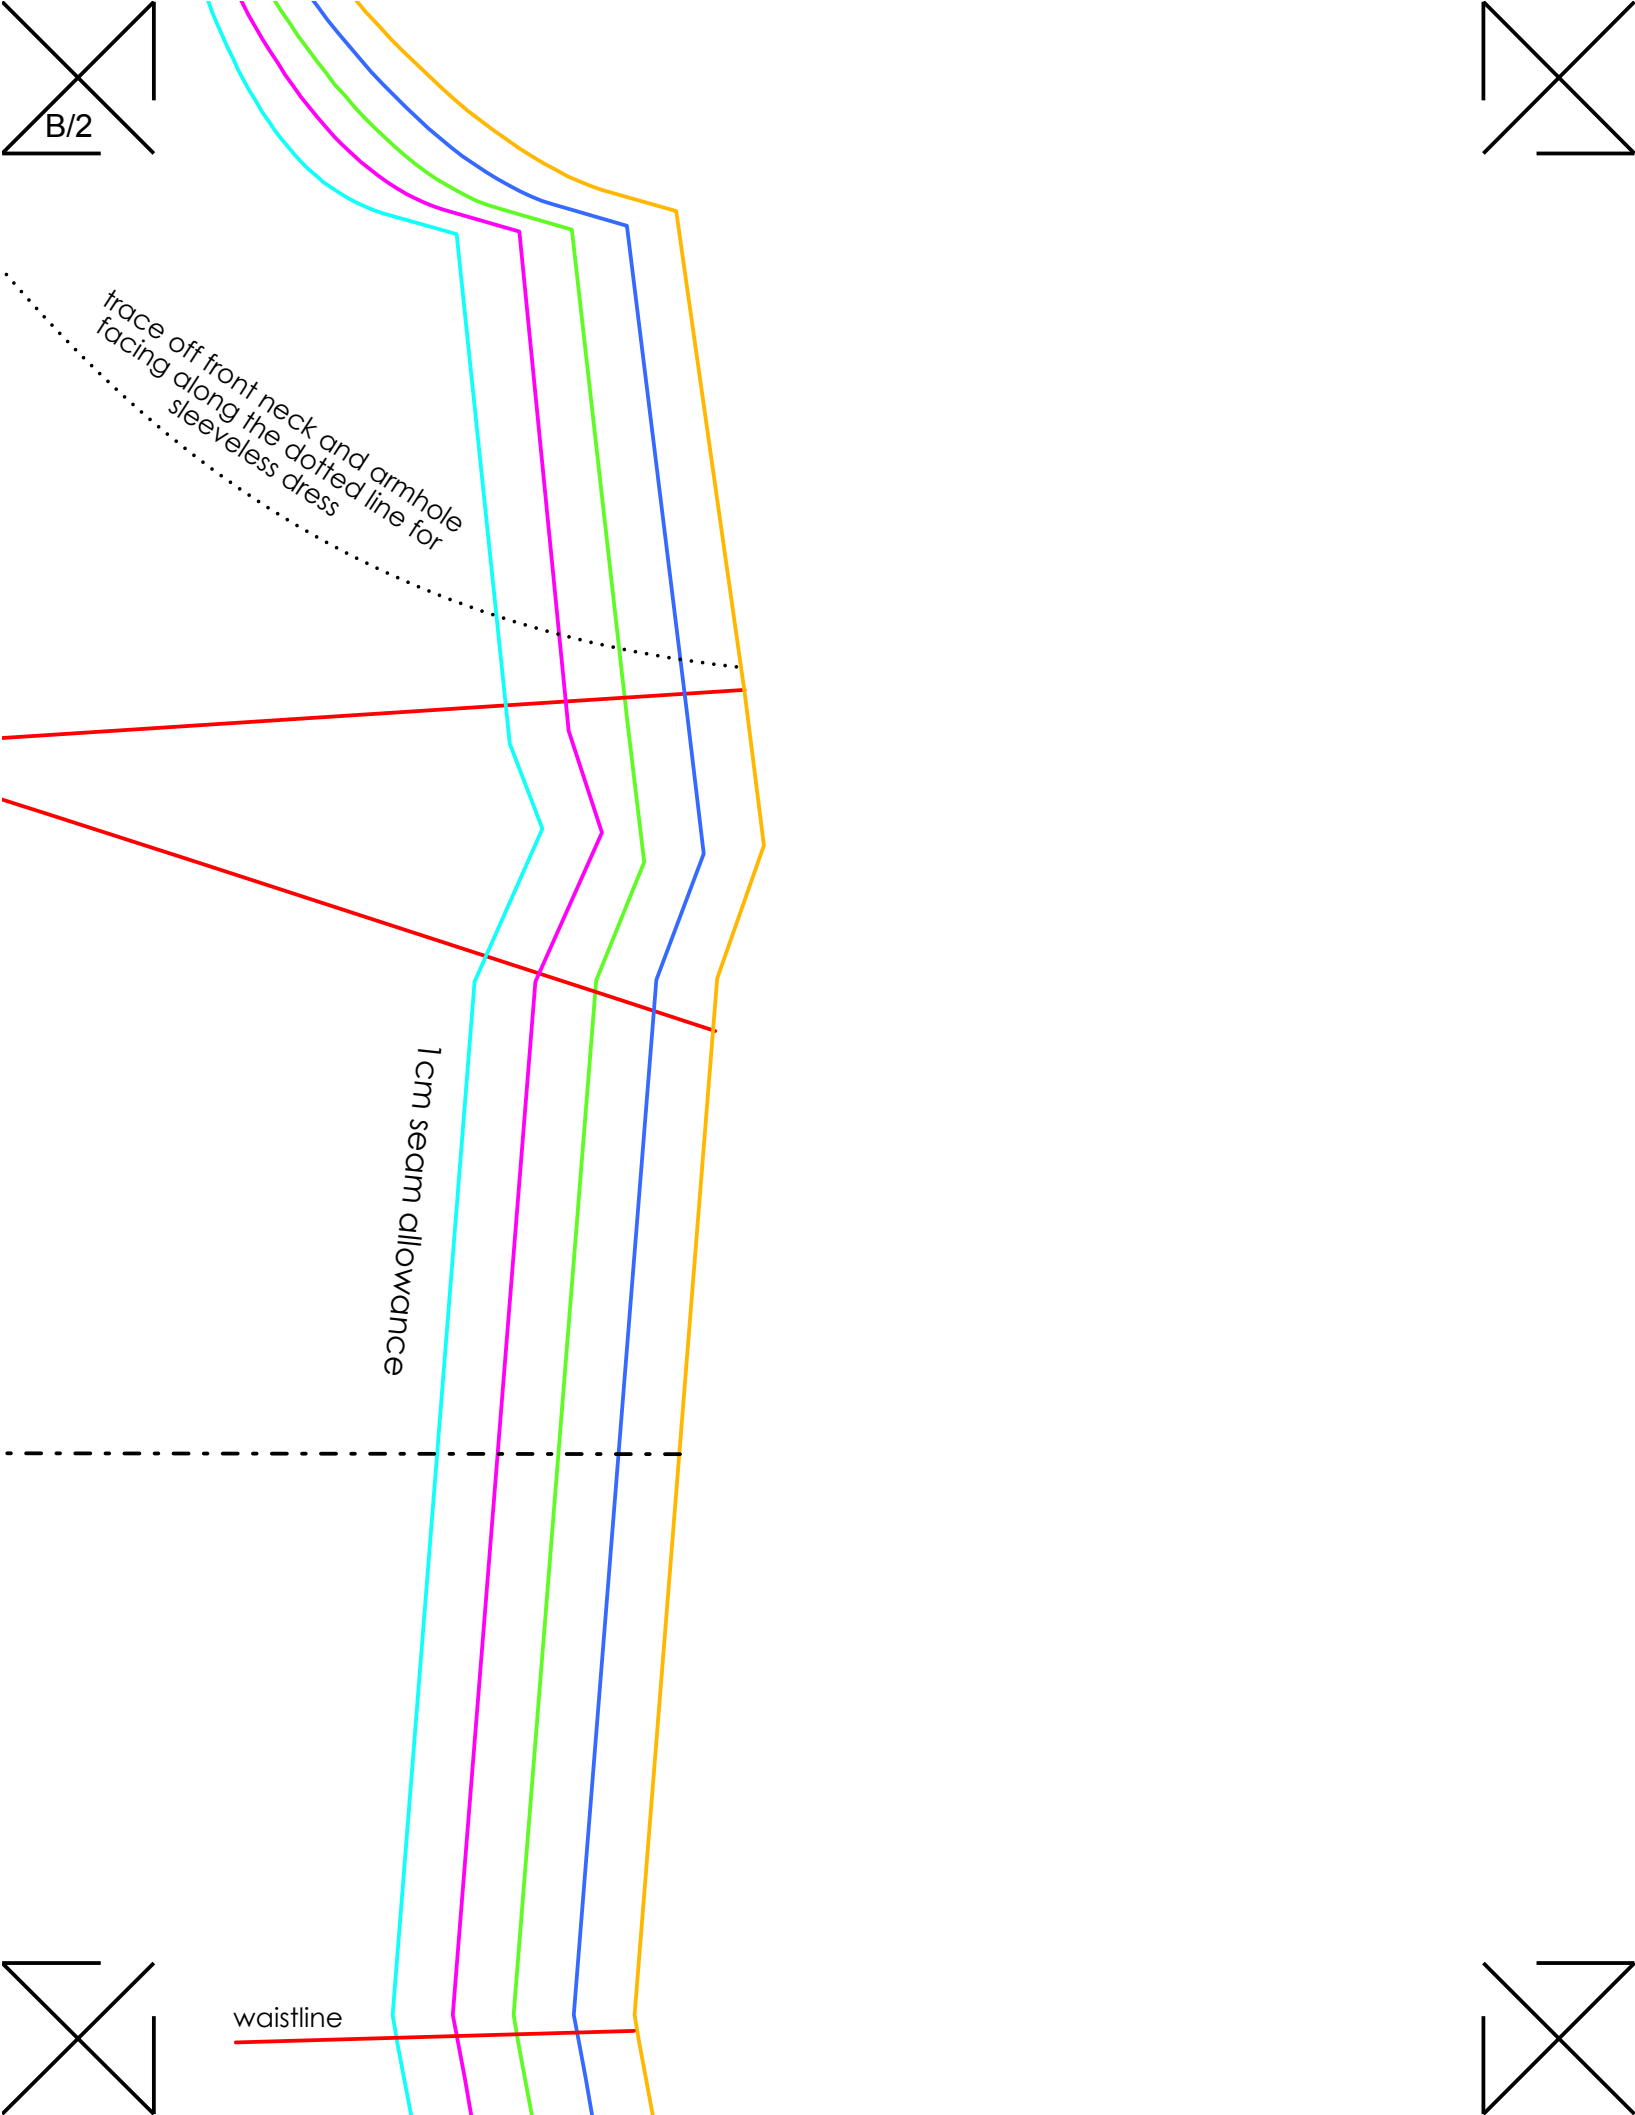 B/2
trace off front neck and armhole
facing along the dotted line for
sleeveless dress
1cm seam allowance
waistline